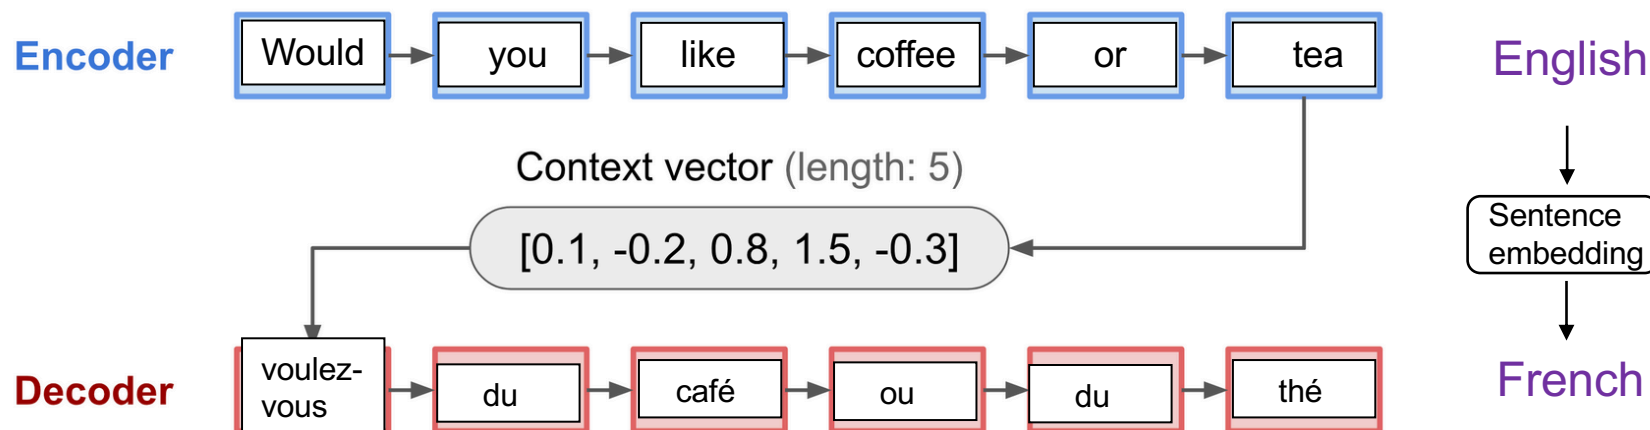 Encoder
Would
you
like
coffee
or
tea
English
Context vector (length: 5)
[0.1, -0.2, 0.8, 1.5, -0.3]
Sentence
embedding
Decoder
voulez-
vous
du
café
ou
du
thé
French